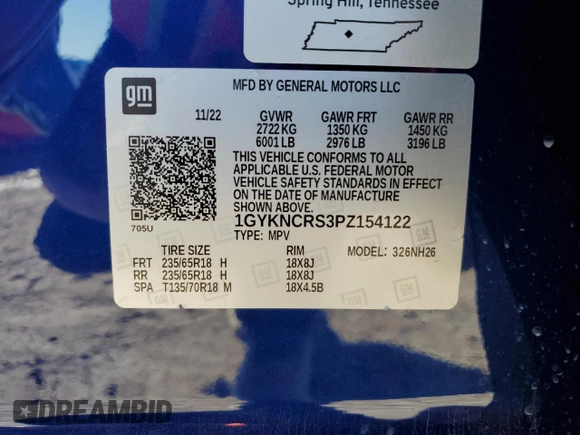 Spring Hill, Tennessee
gm
MFD BY GENERAL MOTORS LLC
11/22 GVWR GAWR FRT GAWR RR
2722 KG 1350 KG 1450 KG
6001 LB 2976 LB 3196 LB
THIS VEHICLE CONFORMS TO ALL
APPLICABLE U.S. FEDERAL MOTOR
VEHICLE SAFETY STANDARDS IN EFFECT
ON THE DATE OF MANUFACTURE
SHOWN ABOVE.
705U
1GYKNCRS3PZ154122
TYPE: MPV MODEL: 326NH26
TIRE SIZE RIM
FRT 235/65R18 H 18X8J
RR 235/65R18 H 18X8J
SPA T135/70R18 M 18X4.5B
DREAMBID